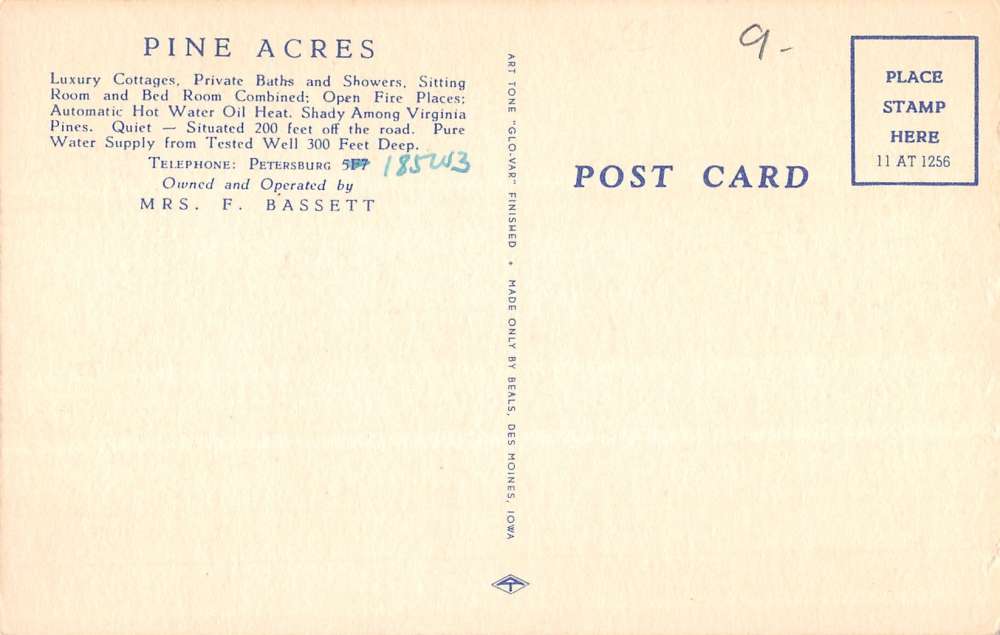 PINE ACRES
Luxury Cottages, Private Baths and Showers, Sitting
Room and Bed Room Combined; Open Fire Places;
Automatic Hot Water Oil Heat. Shady Among Virginia
Pines. Quiet — Situated 200 feet off the road. Pure
Water Supply from Tested Well 300 Feet Deep.
TELEPHONE: PETERSBURG 185W3
Owned and Operated by
MRS. F. BASSETT
ART TONE "GLO-VAR" FINISHED ✦ MADE ONLY BY BEALS, DES MOINES, IOWA
9-
POST CARD
PLACE
STAMP
HERE
11 AT 1256